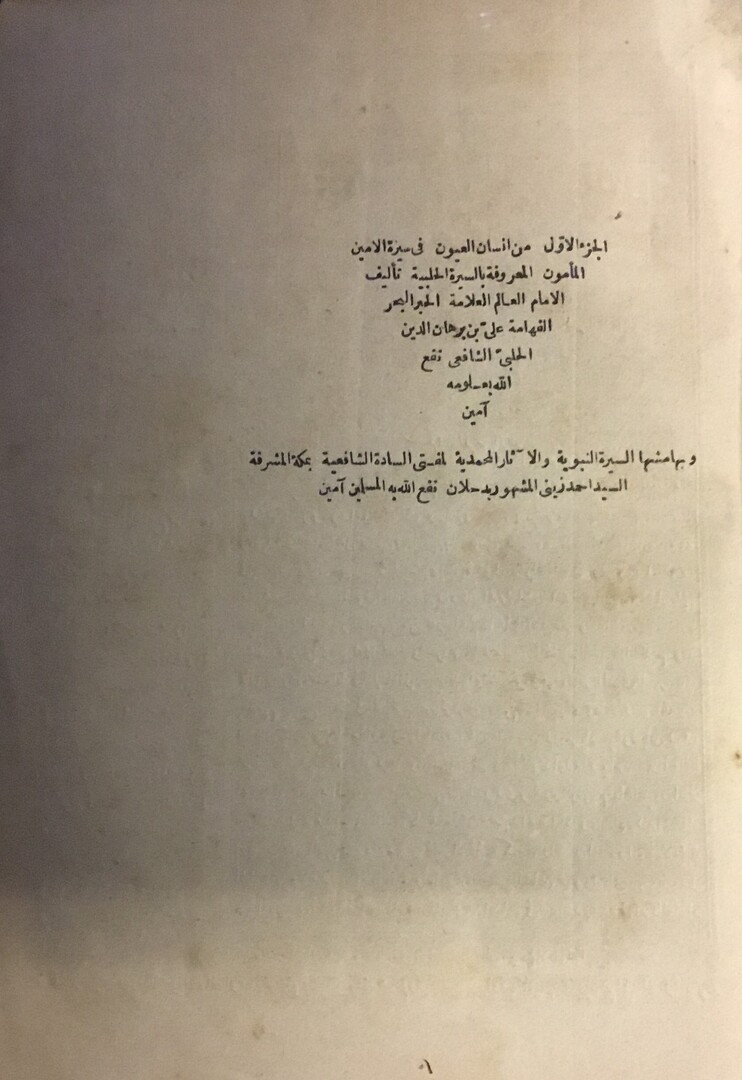 الجزء الاول من انسان العيون فى سيرة الامين
المأمون المعروفة بالسيرة الحلبية تأليف
الامام العالم العلامة الحبر البحر
الفهامة علىّ بن برهان الدين
الحلبىّ الشافعى نفع
الله بعلومه
آمين
وبهامشها السيرة النبوية والآثار المحمدية لمفتى السادة الشافعية بمكة المشرفة
السيد احمد زينى المشهور بدحلان نفع الله به المسلمين آمين
١